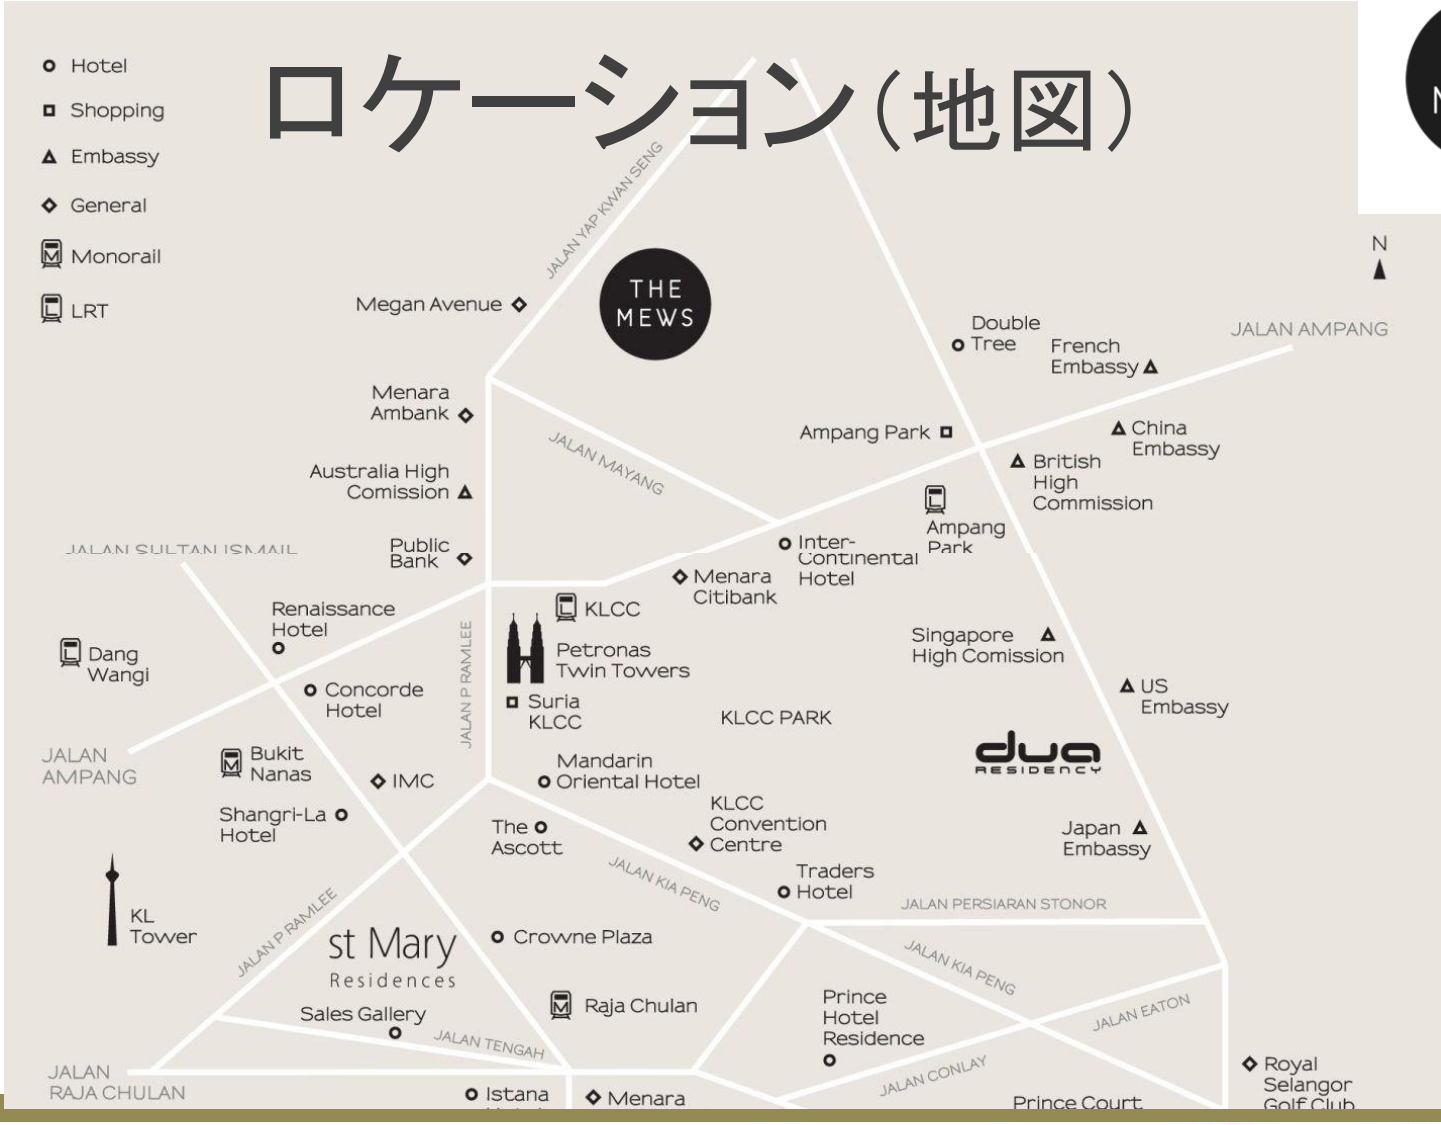 ロケーション(地図)
Hotel
Shopping
Embassy
General
Monorail
LRT
JALAN YAP KWAN SENG
THE
MEWS
N
Megan Avenue
Double
Tree
French
Embassy
JALAN AMPANG
Menara
Ambank
JALAN MAYANG
Ampang Park
China
Embassy
Australia High
Comission
British
High
Commission
Ampang
Park
JALAN SULTAN ISMAIL
Public
Bank
Inter-
Continental
Hotel
Menara
Citibank
Renaissance
Hotel
KLCC
Dang
Wangi
JALAN P RAMLEE
Petronas
Twin Towers
Singapore
High Comission
Concorde
Hotel
Suria
KLCC
KLCC PARK
US
Embassy
JALAN
AMPANG
Bukit
Nanas
IMC
Mandarin
Oriental Hotel
dua
RESIDENCY
Shangri-La
Hotel
The
Ascott
KLCC
Convention
Centre
Japan
Embassy
JALAN KIA PENG
Traders
Hotel
JALAN PERSIARAN STONOR
KL
Tower
JALAN P RAMLEE
st Mary
Residences
Crowne Plaza
JALAN KIA PENG
Sales Gallery
Raja Chulan
Prince
Hotel
Residence
JALAN EATON
JALAN TENGAH
JALAN
RAJA CHULAN
JALAN CONLAY
Royal
Selangor
Golf Club
Istana
Menara
Prince Court